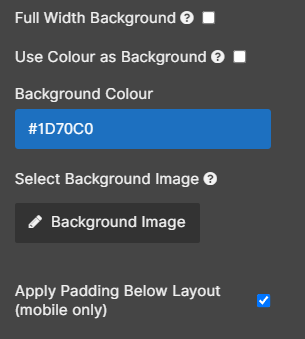 Full Width Background ?
Use Colour as Background ?
Background Colour
#1D70C0
Select Background Image ?
Background Image
Apply Padding Below Layout
(mobile only)